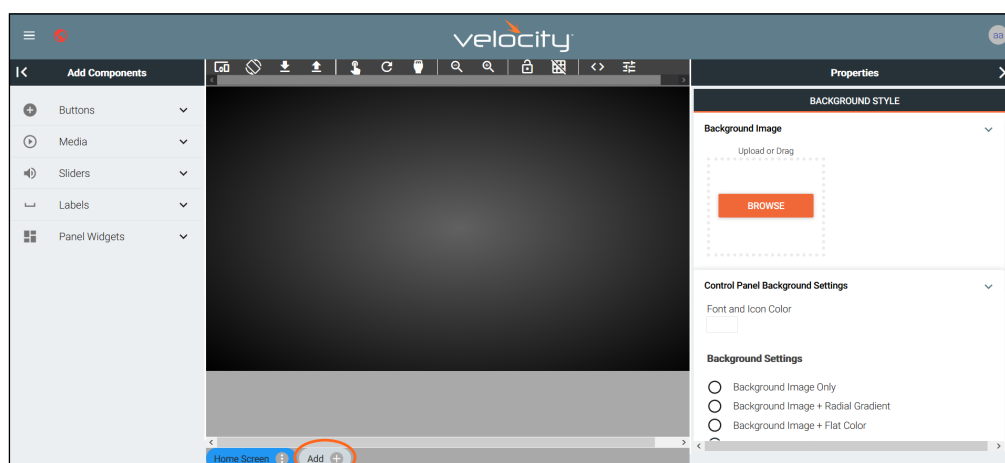 velocity
aa
Add Components
Properties
BACKGROUND STYLE
Buttons
Media
Sliders
Labels
Panel Widgets
Background Image
Upload or Drag
BROWSE
Control Panel Background Settings
Font and Icon Color
Background Settings
Background Image Only
Background Image + Radial Gradient
Background Image + Flat Color
Home Screen
Add